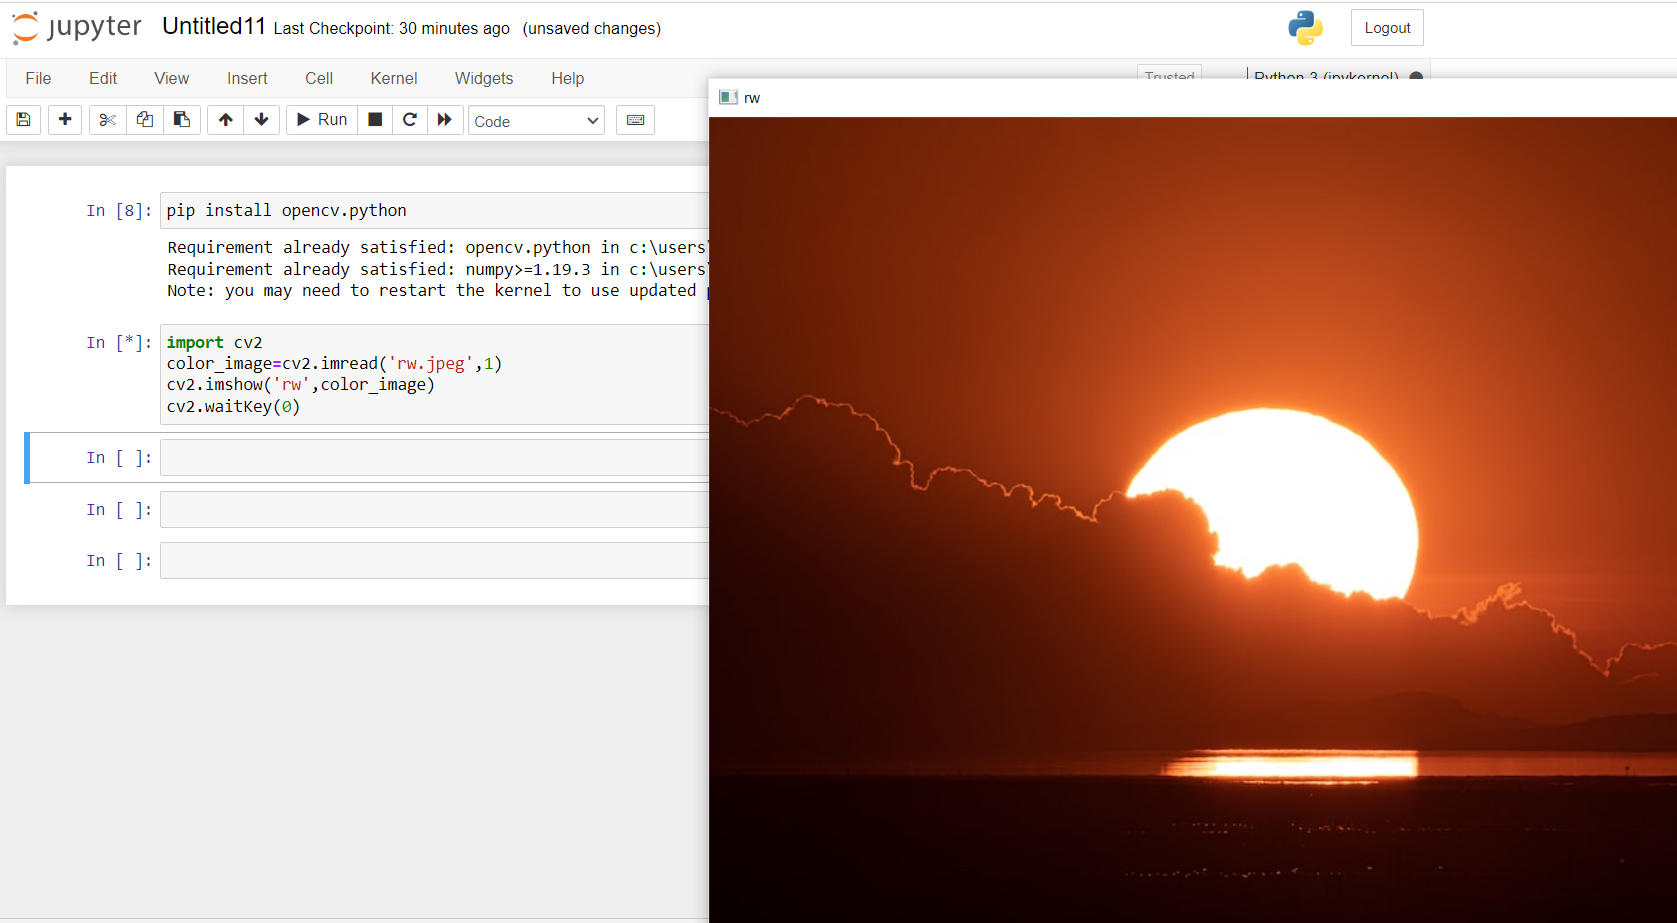 jupyter Untitled11 Last Checkpoint: 30 minutes ago (unsaved changes)
Logout
File Edit View Insert Cell Kernel Widgets Help
Trusted
Python 3 (ipykernel)
Run
Code
rw
In [8]: pip install opencv.python
Requirement already satisfied: opencv.python in c:\users\
Requirement already satisfied: numpy>=1.19.3 in c:\users\
Note: you may need to restart the kernel to use updated
In [*]: import cv2
color_image=cv2.imread('rw.jpeg',1)
cv2.imshow('rw',color_image)
cv2.waitKey(0)
In [ ]:
In [ ]:
In [ ]: